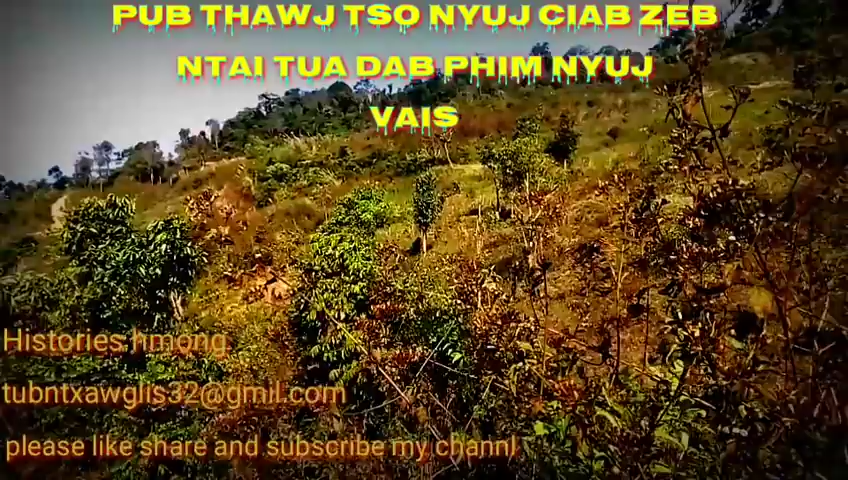 PUB THAWJ TSO NYUJ CIAB ZEB
NTAI TUA DAB PHIM NYUJ
VAIS
Histories hmong
tubntxawglis32@gmil.com
please like share and subscribe my channl